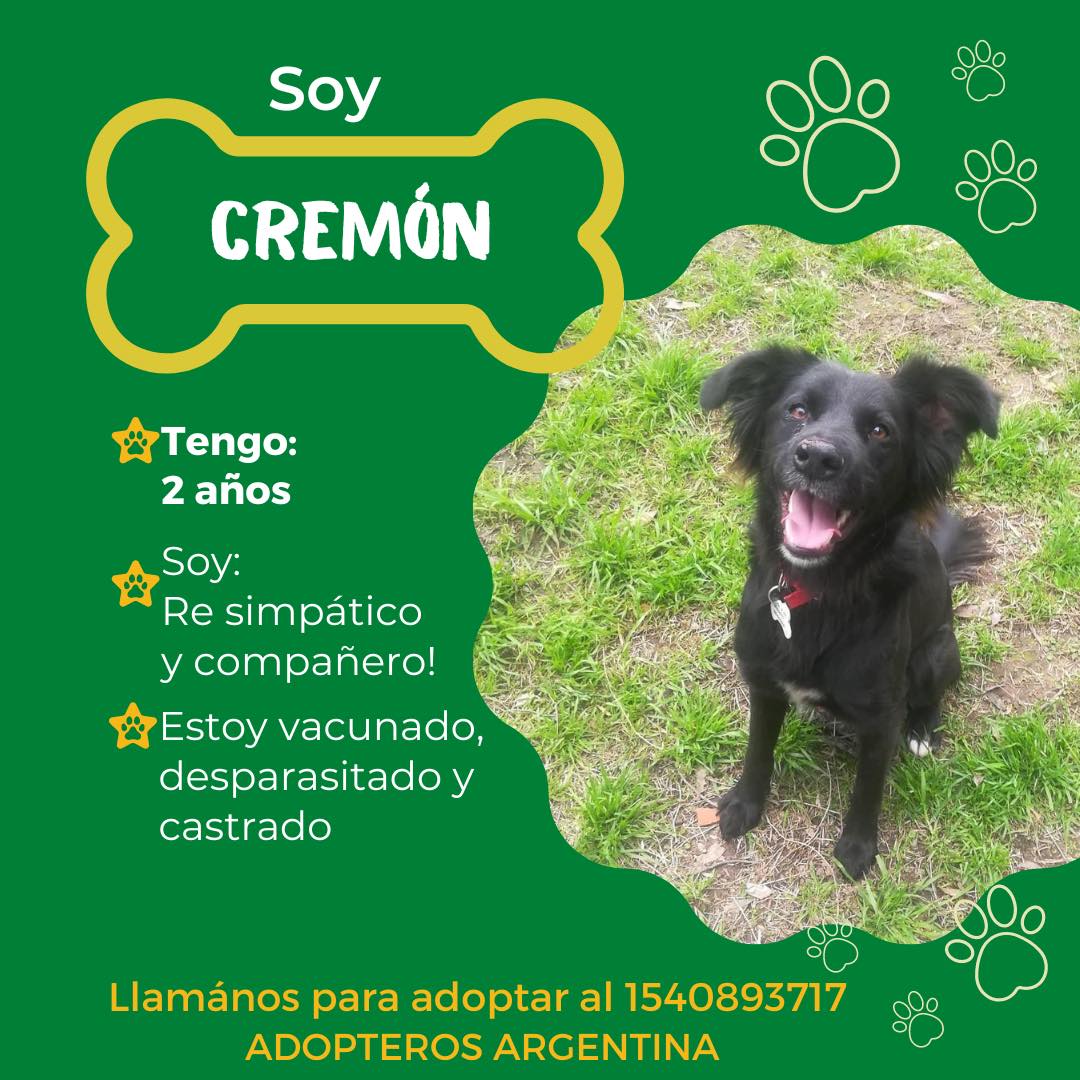 Soy
CREMÓN
Tengo:
2 años
Soy:
Re simpático
y compañero!
Estoy vacunado,
desparasitado y
castrado
Llamános para adoptar al 1540893717
ADOPTEROS ARGENTINA